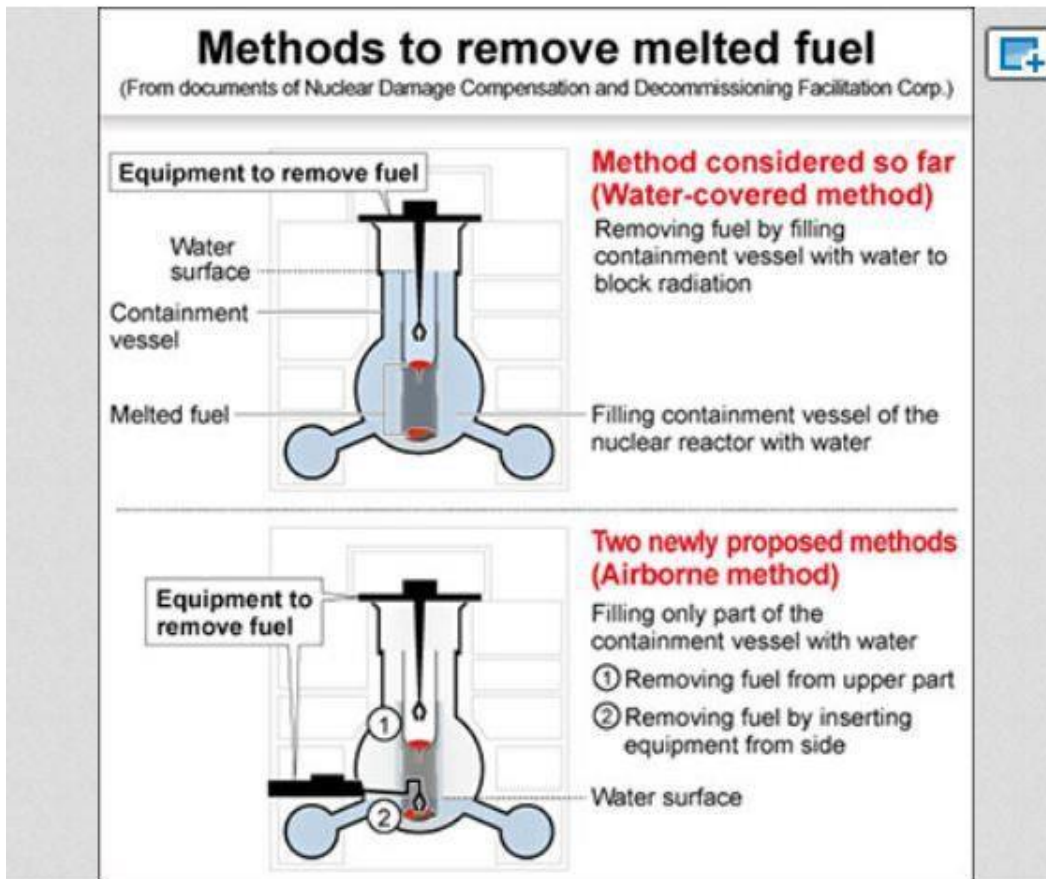 Methods to remove melted fuel
(From documents of Nuclear Damage Compensation and Decommissioning Facilitation Corp.)
Equipment to remove fuel
Water
surface
Containment
vessel
Melted fuel
Method considered so far
(Water-covered method)
Removing fuel by filling
containment vessel with water to
block radiation
Filling containment vessel of the
nuclear reactor with water
Equipment to
remove fuel
1
2
Two newly proposed methods
(Airborne method)
Filling only part of the
containment vessel with water
① Removing fuel from upper part
② Removing fuel by inserting
equipment from side
Water surface